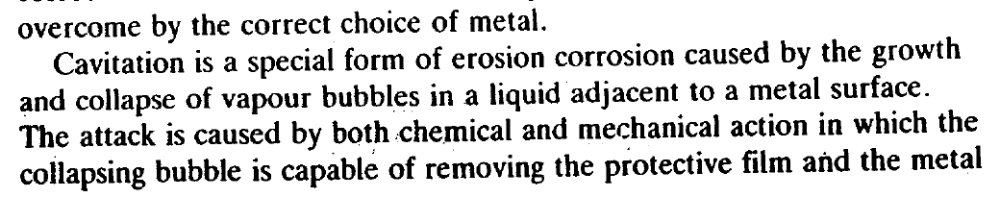 overcome by the correct choice of metal.
Cavitation is a special form of erosion corrosion caused by the growth
and collapse of vapour bubbles in a liquid adjacent to a metal surface.
The attack is caused by both chemical and mechanical action in which the
collapsing bubble is capable of removing the protective film and the metal